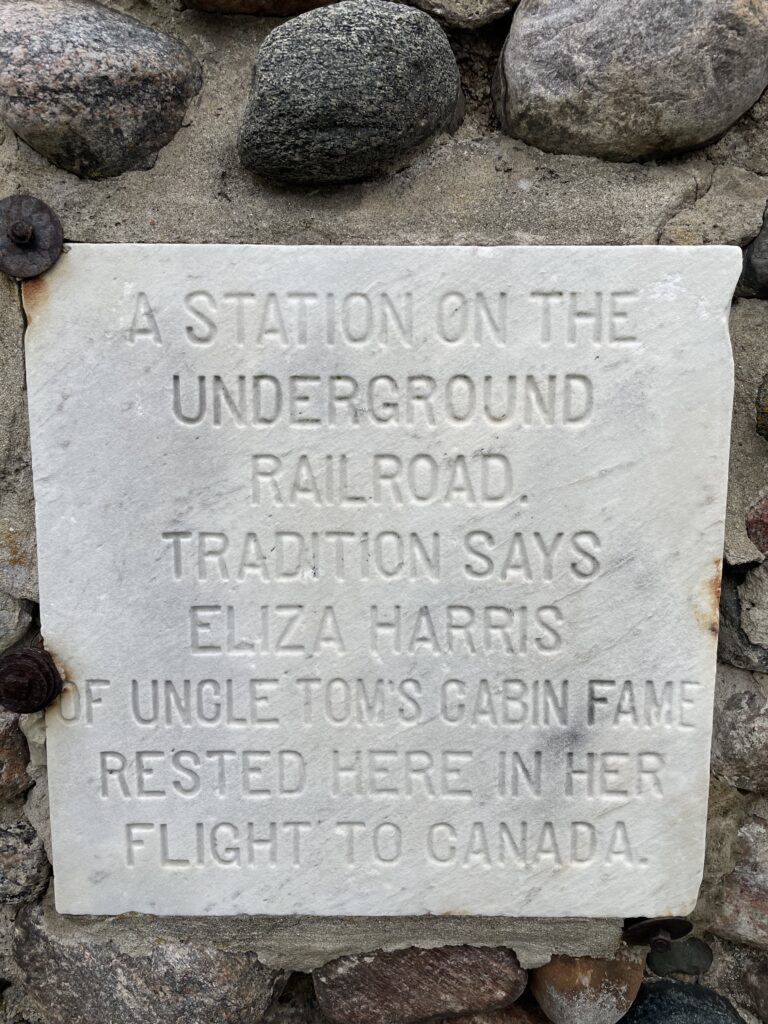 A STATION ON THE
UNDERGROUND
RAILROAD.
TRADITION SAYS
ELIZA HARRIS
OF UNCLE TOM'S CABIN FAME
RESTED HERE IN HER
FLIGHT TO CANADA.